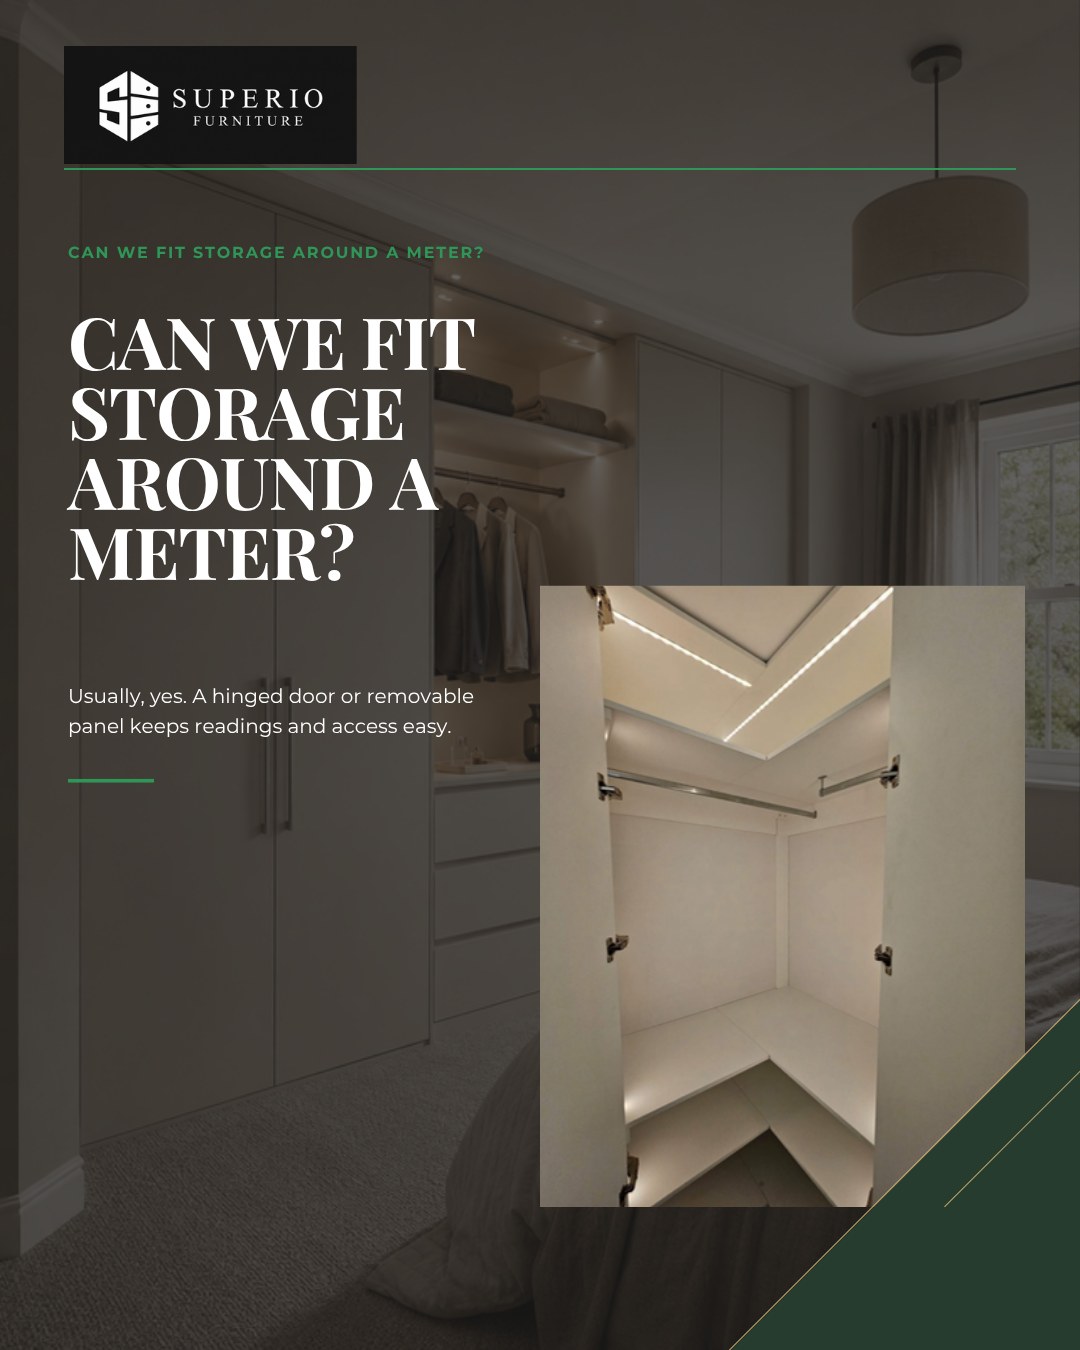 SUPERIO
FURNITURE
CAN WE FIT STORAGE AROUND A METER?
CAN WE FIT
STORAGE
AROUND A
METER?
Usually, yes. A hinged door or removable
panel keeps readings and access easy.